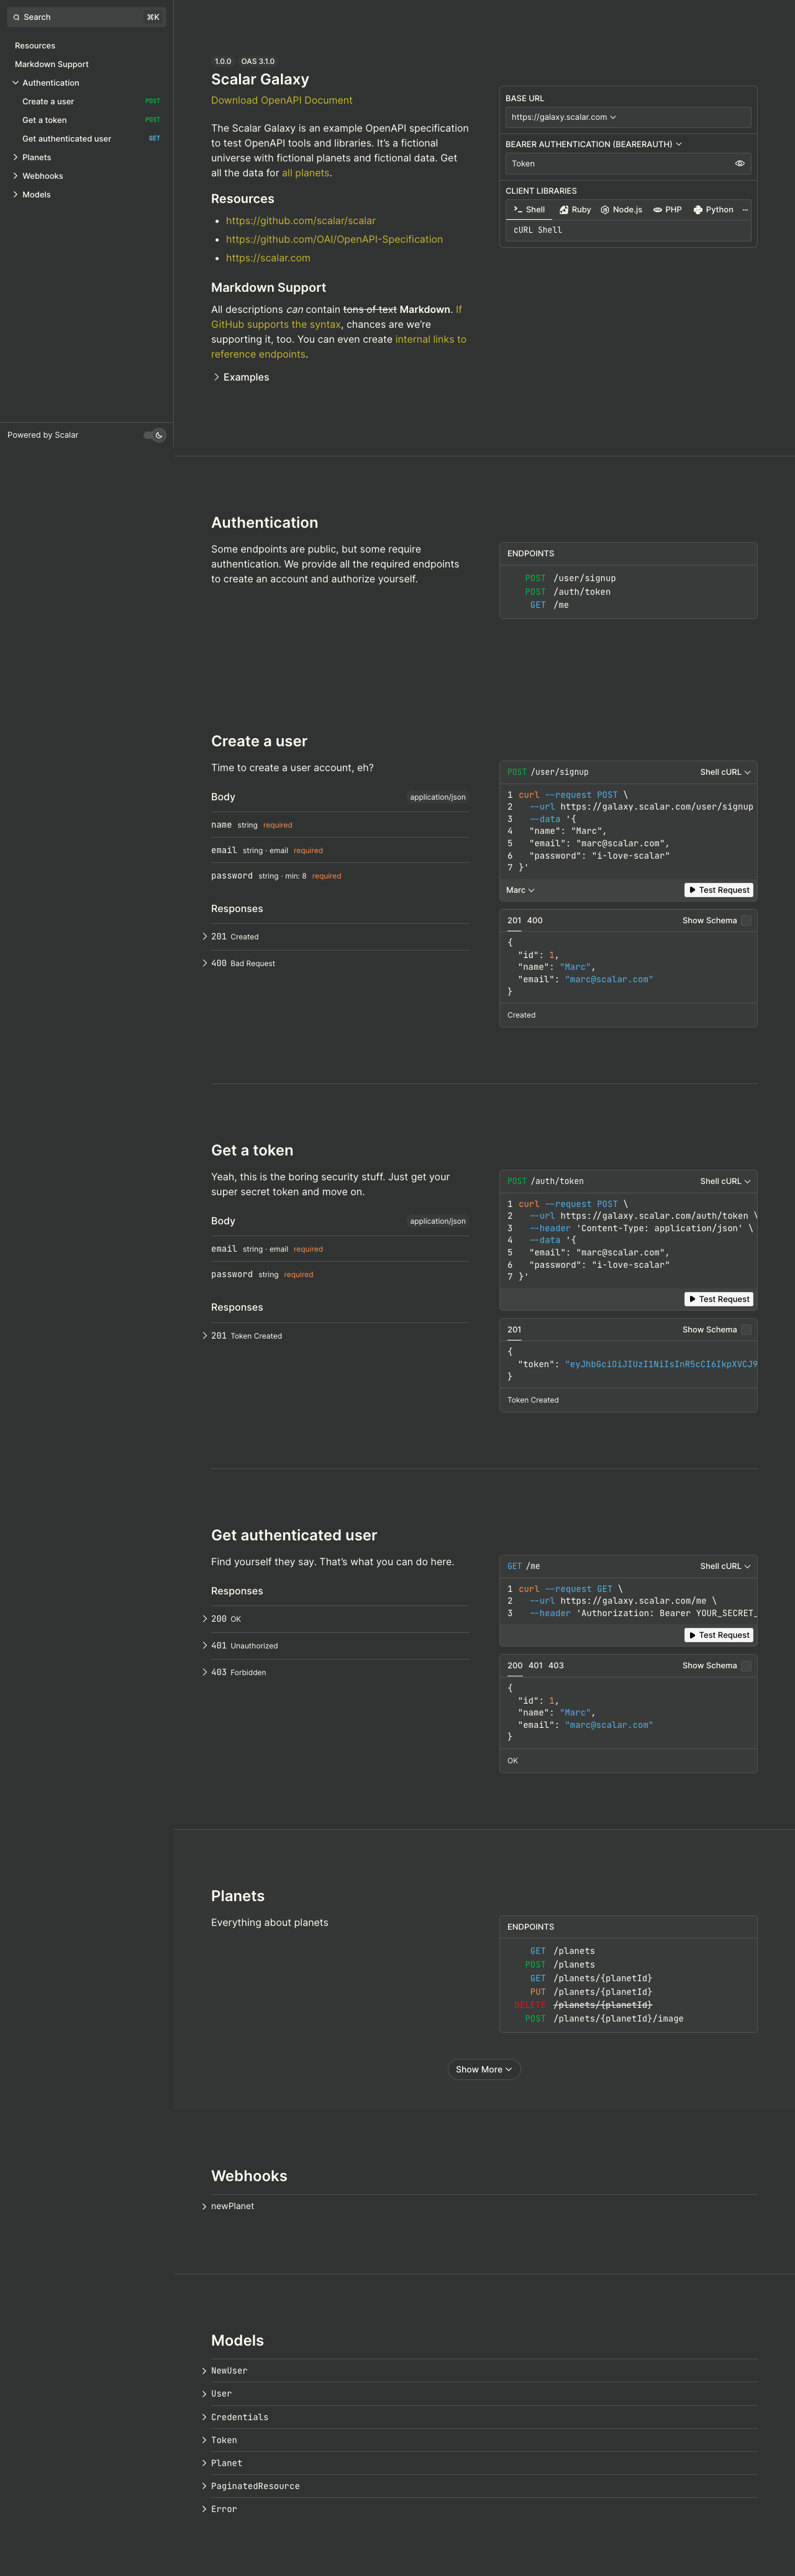 Search ⌘K
Resources
Markdown Support
Authentication
Create a user POST
Get a token POST
Get authenticated user GET
Planets
Webhooks
Models
Powered by Scalar
1.0.0 OAS 3.1.0
Scalar Galaxy
Download OpenAPI Document
The Scalar Galaxy is an example OpenAPI specification
to test OpenAPI tools and libraries. It's a fictional
universe with fictional planets and fictional data. Get
all the data for all planets.
Resources
https://github.com/scalar/scalar
https://github.com/OAI/OpenAPI-Specification
https://scalar.com
Markdown Support
All descriptions can contain tons of text Markdown. If
GitHub supports the syntax, chances are we're
supporting it, too. You can even create internal links to
reference endpoints.
Examples
BASE URL
https://galaxy.scalar.com
BEARER AUTHENTICATION (BEARERAUTH)
Token
CLIENT LIBRARIES
Shell Ruby Node.js PHP Python ···
cURL Shell
Authentication
Some endpoints are public, but some require
authentication. We provide all the required endpoints
to create an account and authorize yourself.
ENDPOINTS
POST /user/signup
POST /auth/token
GET /me
Create a user
Time to create a user account, eh?
Body application/json
name string required
email string · email required
password string · min: 8 required
Responses
201 Created
400 Bad Request
POST /user/signup Shell cURL
1 curl --request POST \
2 --url https://galaxy.scalar.com/user/signup
3 --data '{
4 "name": "Marc",
5 "email": "marc@scalar.com",
6 "password": "i-love-scalar"
7 }'
Marc Test Request
201 400 Show Schema
{
"id": 1,
"name": "Marc",
"email": "marc@scalar.com"
}
Created
Get a token
Yeah, this is the boring security stuff. Just get your
super secret token and move on.
Body application/json
email string · email required
password string required
Responses
201 Token Created
POST /auth/token Shell cURL
1 curl --request POST \
2 --url https://galaxy.scalar.com/auth/token \
3 --header 'Content-Type: application/json' \
4 --data '{
5 "email": "marc@scalar.com",
6 "password": "i-love-scalar"
7 }'
Test Request
201 Show Schema
{
"token": "eyJhbGciOiJIUzI1NiIsInR5cCI6IkpXVCJ9
}
Token Created
Get authenticated user
Find yourself they say. That's what you can do here.
Responses
200 OK
401 Unauthorized
403 Forbidden
GET /me Shell cURL
1 curl --request GET \
2 --url https://galaxy.scalar.com/me \
3 --header 'Authorization: Bearer YOUR_SECRET_
Test Request
200 401 403 Show Schema
{
"id": 1,
"name": "Marc",
"email": "marc@scalar.com"
}
OK
Planets
Everything about planets
ENDPOINTS
GET /planets
POST /planets
GET /planets/{planetId}
PUT /planets/{planetId}
DELETE /planets/{planetId}
POST /planets/{planetId}/image
Show More
Webhooks
newPlanet
Models
NewUser
User
Credentials
Token
Planet
PaginatedResource
Error